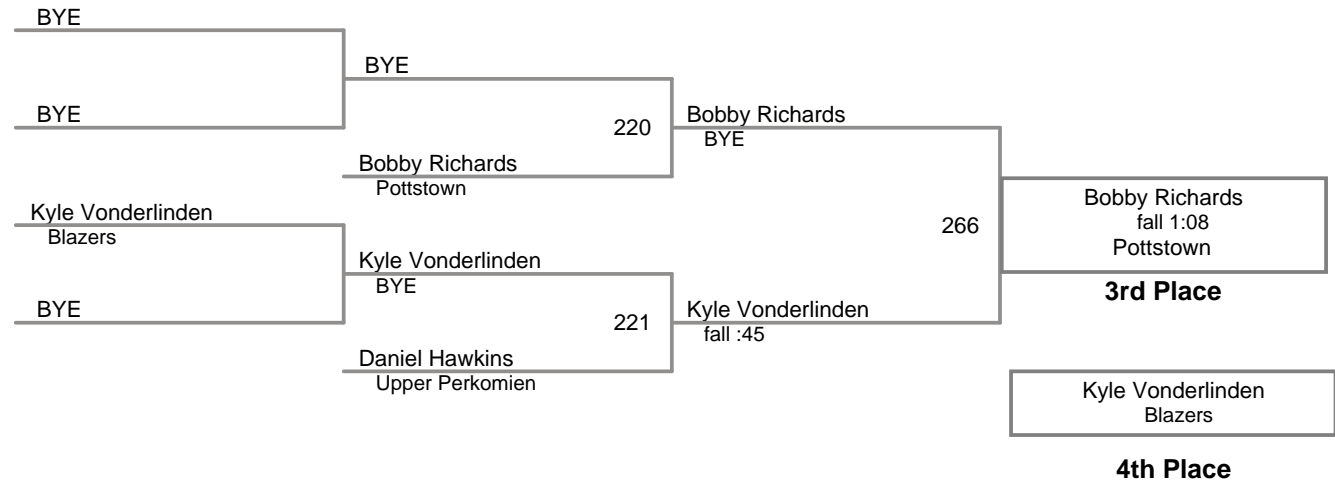 BYE
BYE
BYE
220
Bobby Richards
BYE
Bobby Richards
Pottstown
Kyle Vonderlinden
Blazers
266
Bobby Richards
fall 1:08
Pottstown
3rd Place
Kyle Vonderlinden
BYE
BYE
221
Kyle Vonderlinden
fall :45
Daniel Hawkins
Upper Perkomien
Kyle Vonderlinden
Blazers
4th Place